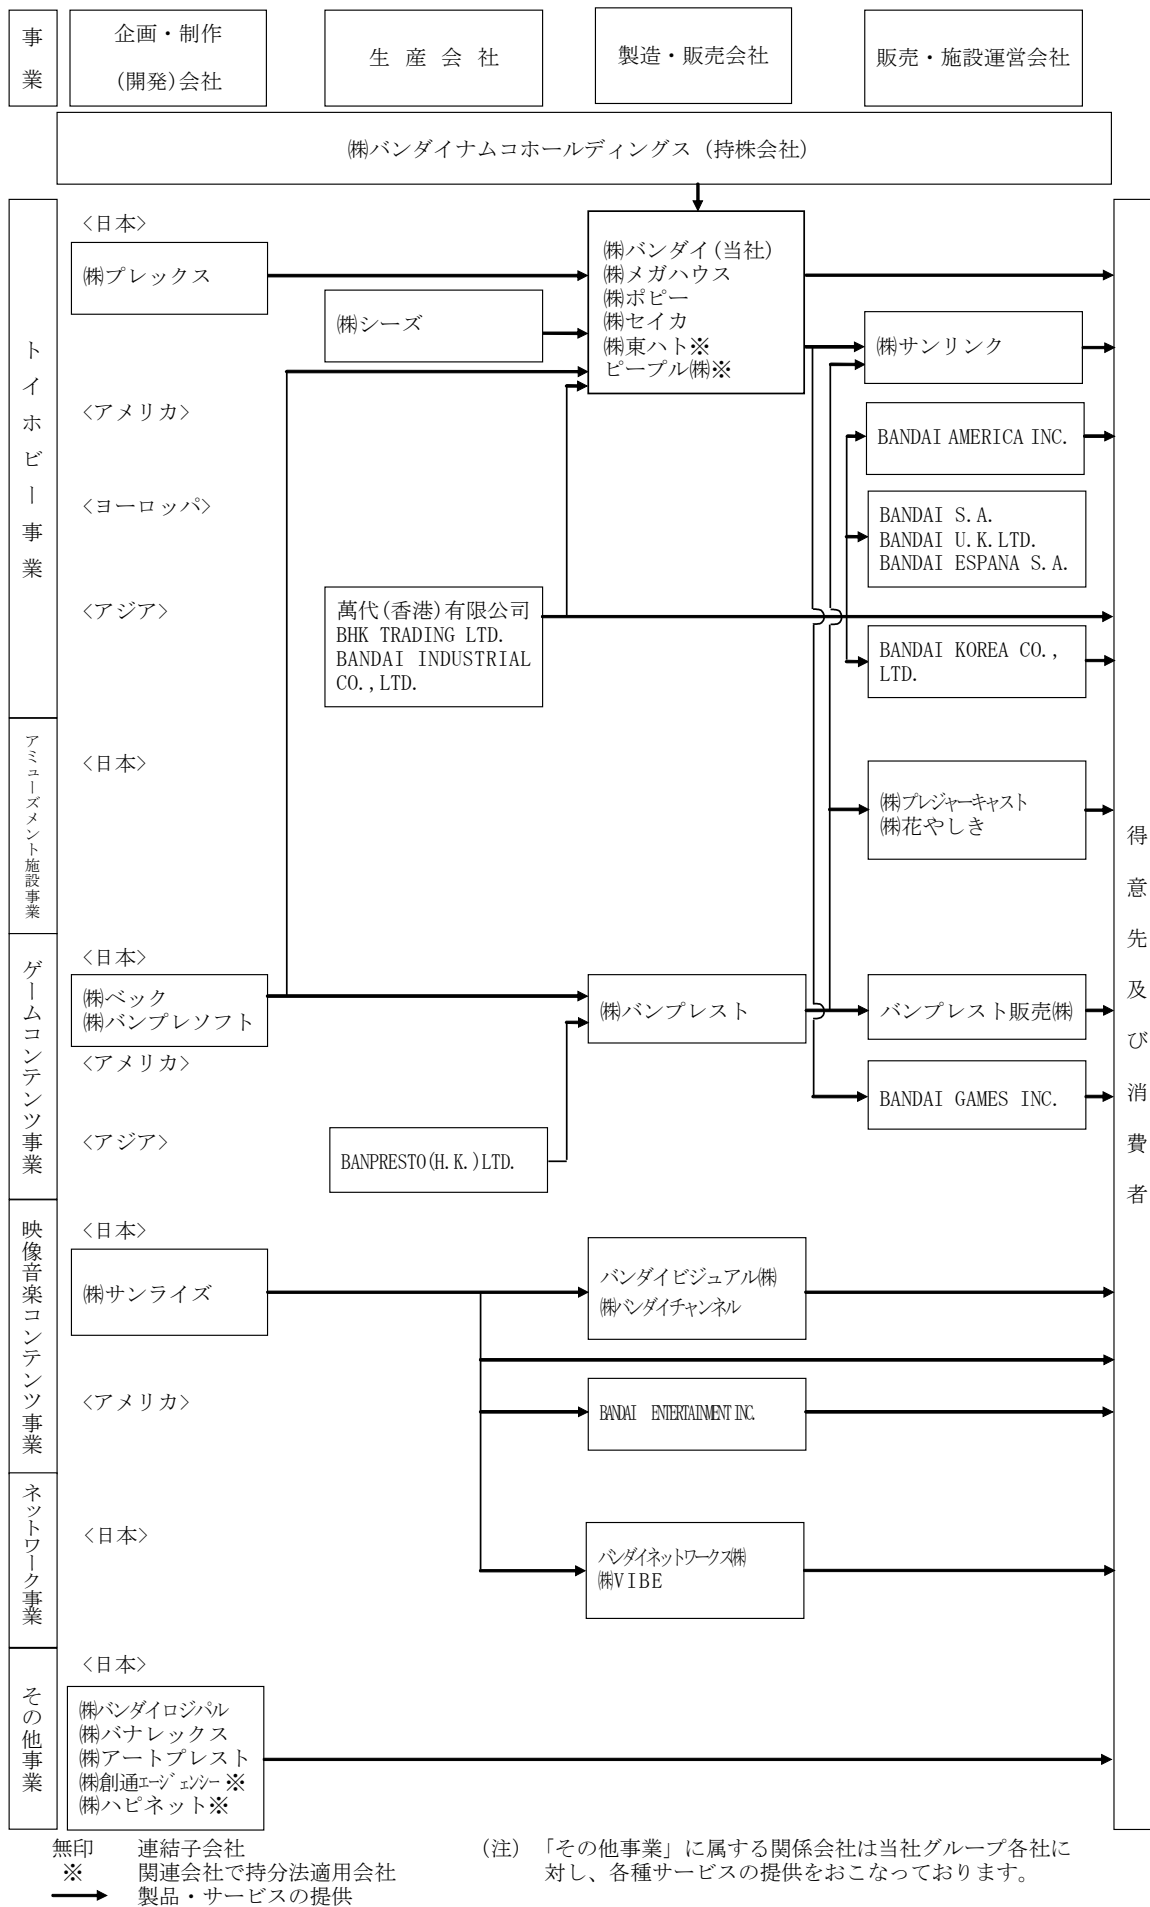 事業
企画・制作
(開発)会社
生産会社
製造・販売会社
販売・施設運営会社
㈱バンダイナムコホールディングス（持株会社）
トイホビー事業
<日本>
㈱プレックス
㈱シーズ
㈱バンダイ(当社)
㈱メガハウス
㈱ポピー
㈱セイカ
㈱東ハト※
ピープル㈱※
㈱サンリンク
<アメリカ>
BANDAI AMERICA INC.
<ヨーロッパ>
BANDAI S.A.
BANDAI U.K.LTD.
BANDAI ESPANA S.A.
<アジア>
萬代(香港)有限公司
BHK TRADING LTD.
BANDAI INDUSTRIAL
CO.,LTD.
BANDAI KOREA CO.,
LTD.
アミューズメント施設事業
<日本>
㈱プレジャーキャスト
㈱花やしき
得意先及び消費者
ゲームコンテンツ事業
<日本>
㈱ベック
㈱バンプレソフト
㈱バンプレスト
バンプレスト販売㈱
<アメリカ>
BANDAI GAMES INC.
<アジア>
BANPRESTO(H.K.)LTD.
映像音楽コンテンツ事業
<日本>
㈱サンライズ
バンダイビジュアル㈱
㈱バンダイチャンネル
<アメリカ>
BANDAI ENTERTAINMENT INC.
ネットワーク事業
<日本>
バンダイネットワークス㈱
㈱VIBE
その他事業
<日本>
㈱バンダイロジパル
㈱バナレックス
㈱アートプレスト
㈱創通エージェンシー※
㈱ハピネット※
無印 連結子会社
※ 関連会社で持分法適用会社
製品・サービスの提供
（注）「その他事業」に属する関係会社は当社グループ各社に
対し、各種サービスの提供をおこなっております。